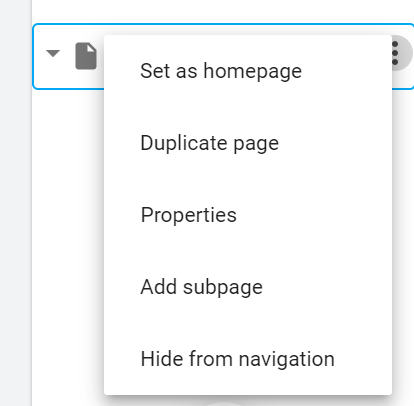 Set as homepage
Duplicate page
Properties
Add subpage
Hide from navigation